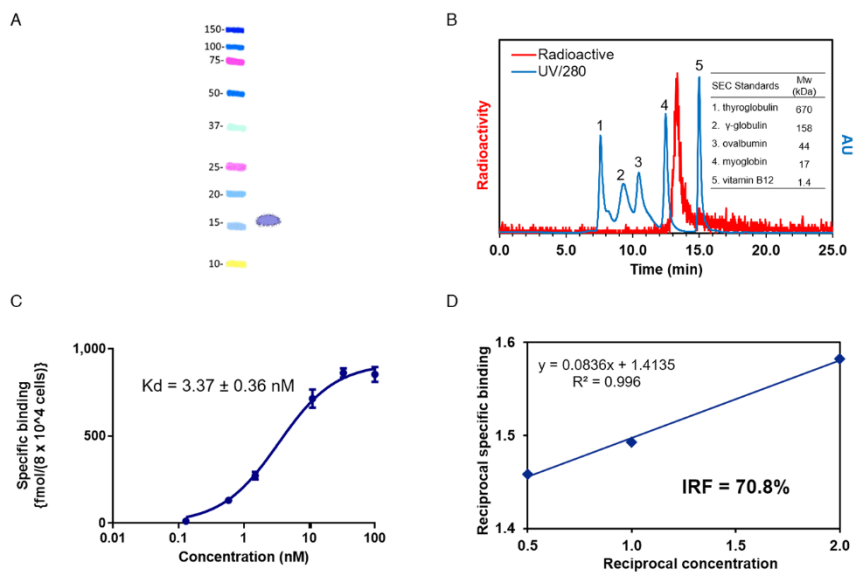 A
150-
100-
75-
50-
37-
25-
20-
15-
10-
B
Radioactive
UV/280
1
2
3
4
5
SEC Standards Mw (kDa)
1. thyroglobulin 670
2. γ-globulin 158
3. ovalbumin 44
4. myoglobin 17
5. vitamin B12 1.4
Radioactivity
AU
0.0 5.0 10.0 15.0 20.0 25.0
Time (min)
C
1,000
500
0
Kd = 3.37 ± 0.36 nM
Specific binding
{fmol/(8 x 10^4 cells)}
0.01 0.1 1 10 100
Concentration (nM)
D
1.6
1.5
1.4
y = 0.0836x + 1.4135
R² = 0.996
IRF = 70.8%
Reciprocal specific binding
0.5 1.0 1.5 2.0
Reciprocal concentration